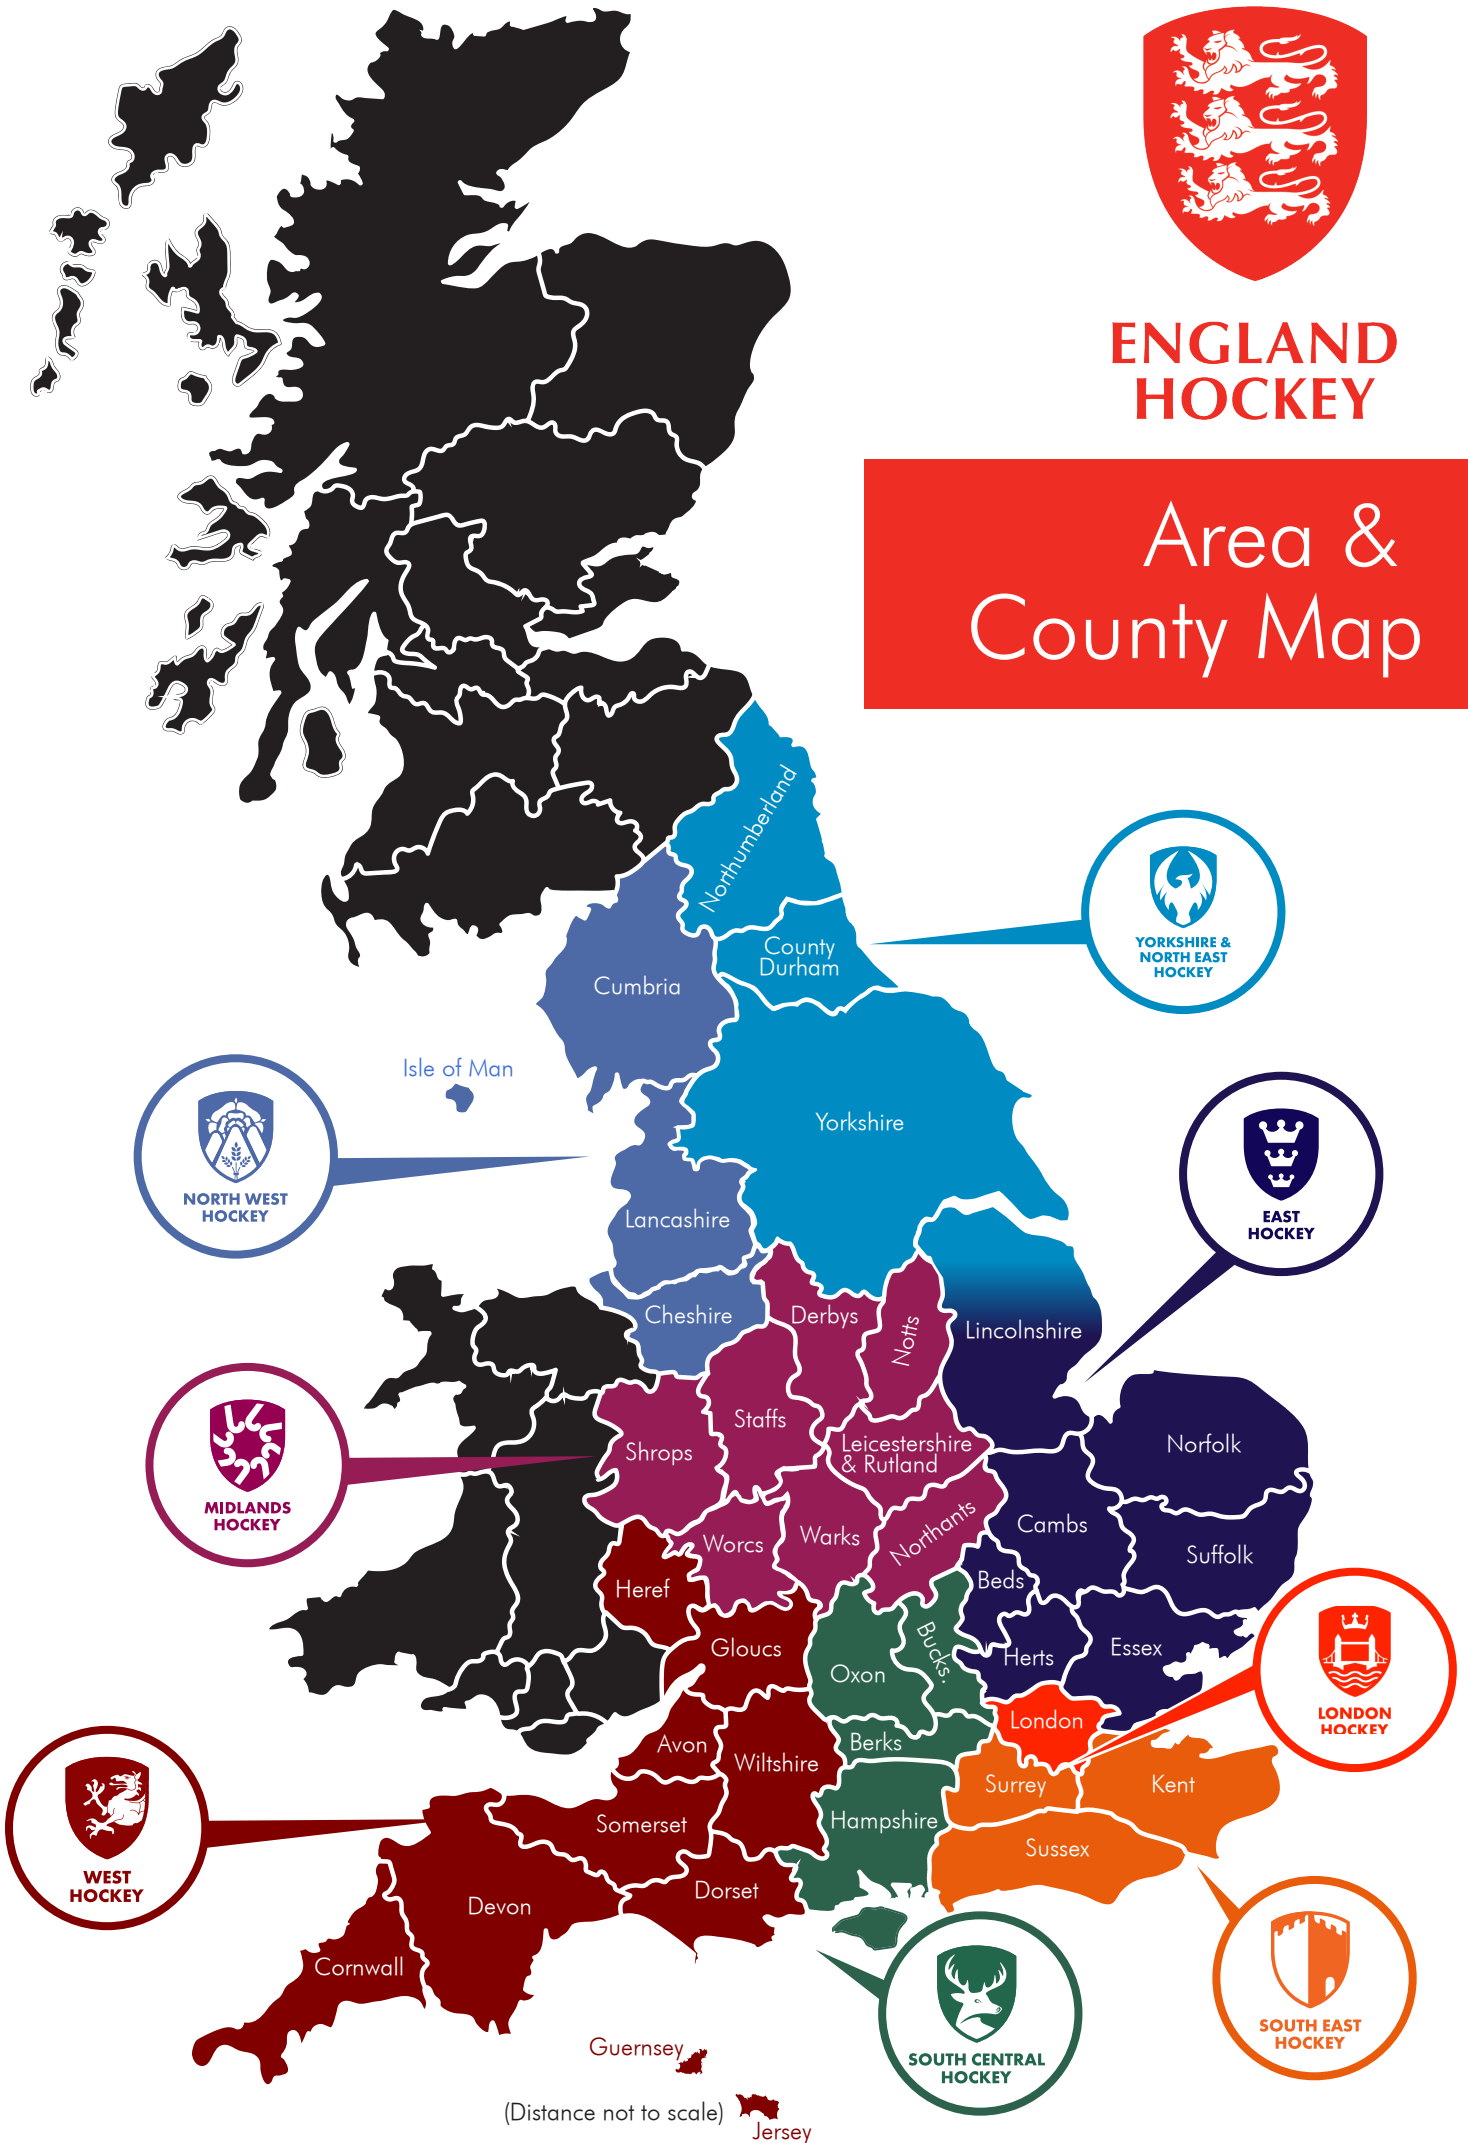 ENGLAND
HOCKEY
Area &
County Map
Northumberland
County
Durham
YORKSHIRE &
NORTH EAST
HOCKEY
Cumbria
Isle of Man
Yorkshire
NORTH WEST
HOCKEY
Lancashire
EAST
HOCKEY
Cheshire
Derbys
Notts
Lincolnshire
Staffs
Shrops
Leicestershire
& Rutland
Norfolk
MIDLANDS
HOCKEY
Worcs
Warks
Northants
Cambs
Suffolk
Heref
Beds
Gloucs
Oxon
Bucks.
Herts
Essex
LONDON
HOCKEY
London
Avon
Wiltshire
Berks
Surrey
Kent
Somerset
Hampshire
Sussex
WEST
HOCKEY
Devon
Dorset
Cornwall
SOUTH EAST
HOCKEY
Guernsey
SOUTH CENTRAL
HOCKEY
(Distance not to scale)
Jersey